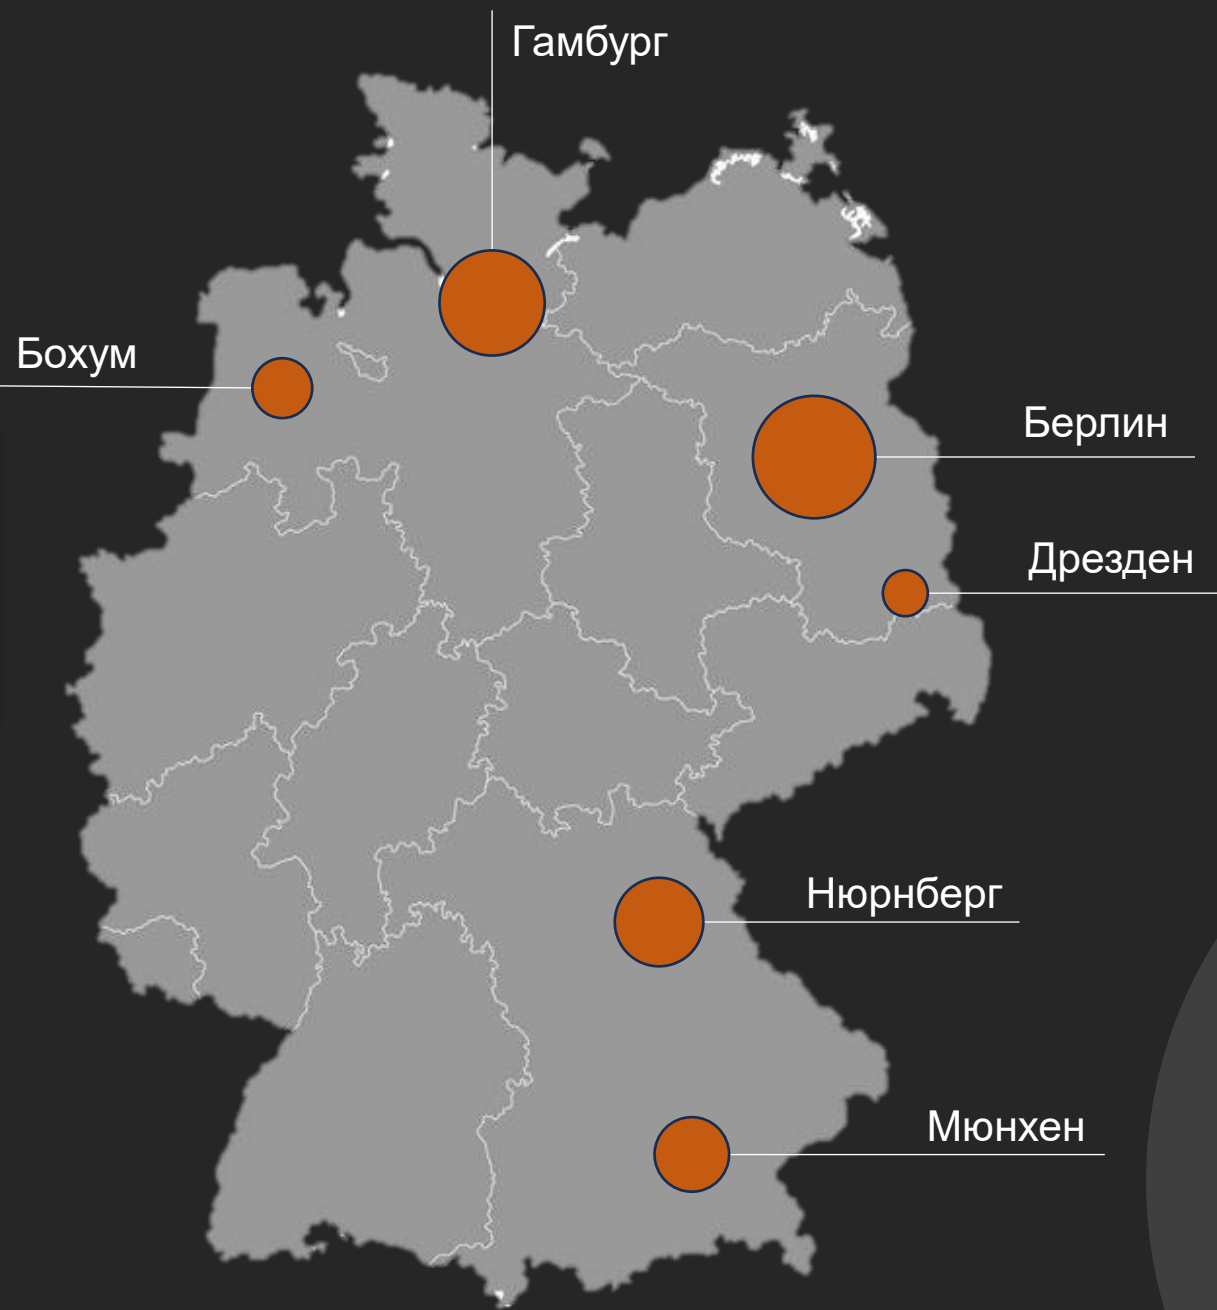 Гамбург
Бохум
Берлин
Дрезден
Нюрнберг
Мюнхен